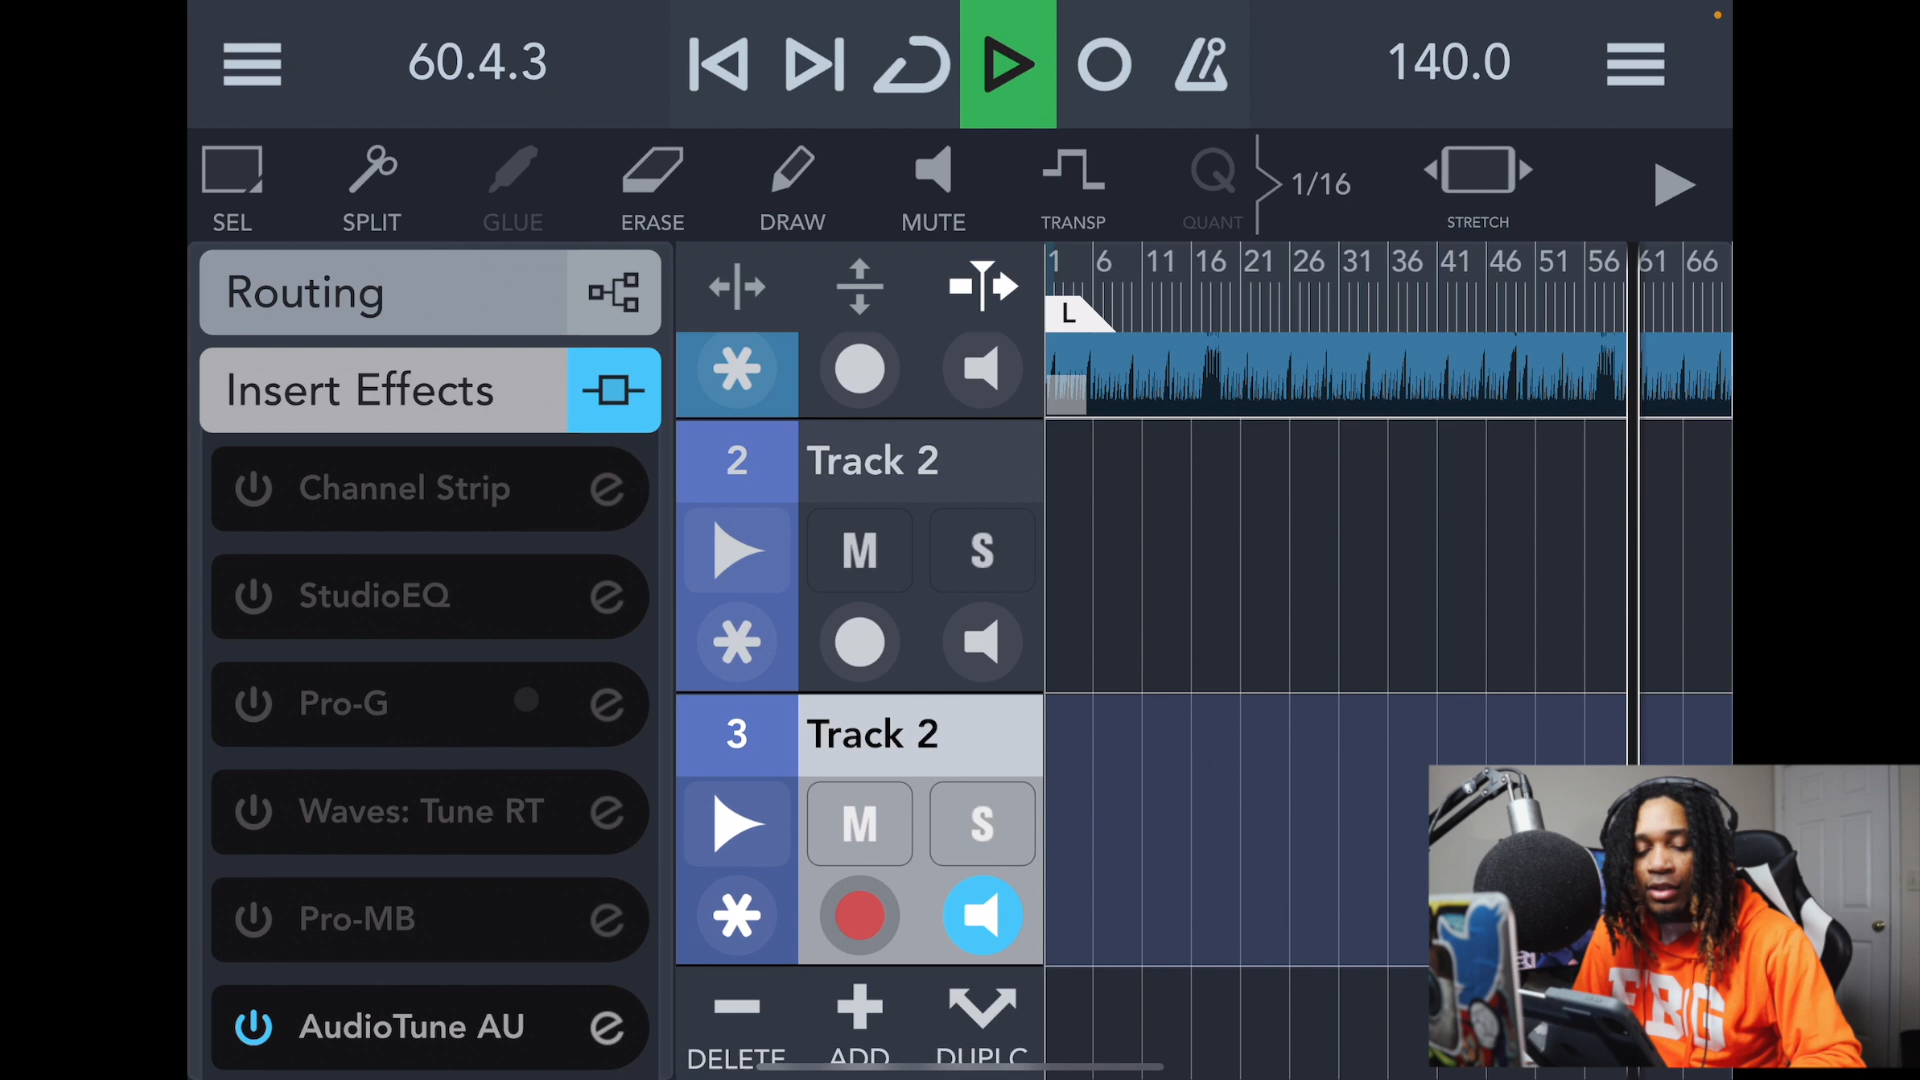 60.4.3
140.0
SEL
SPLIT
GLUE
ERASE
DRAW
MUTE
TRANSP
Q
QUANT
1/16
STRETCH
Routing
Insert Effects
Channel Strip e
StudioEQ e
Pro-G e
Waves: Tune RT e
Pro-MB e
AudioTune AU e
1 6 11 16 21 26 31 36 41 46 51 56 61 66
L
2 Track 2
M S
3 Track 2
M S
DELETE ADD DUPLC
BG